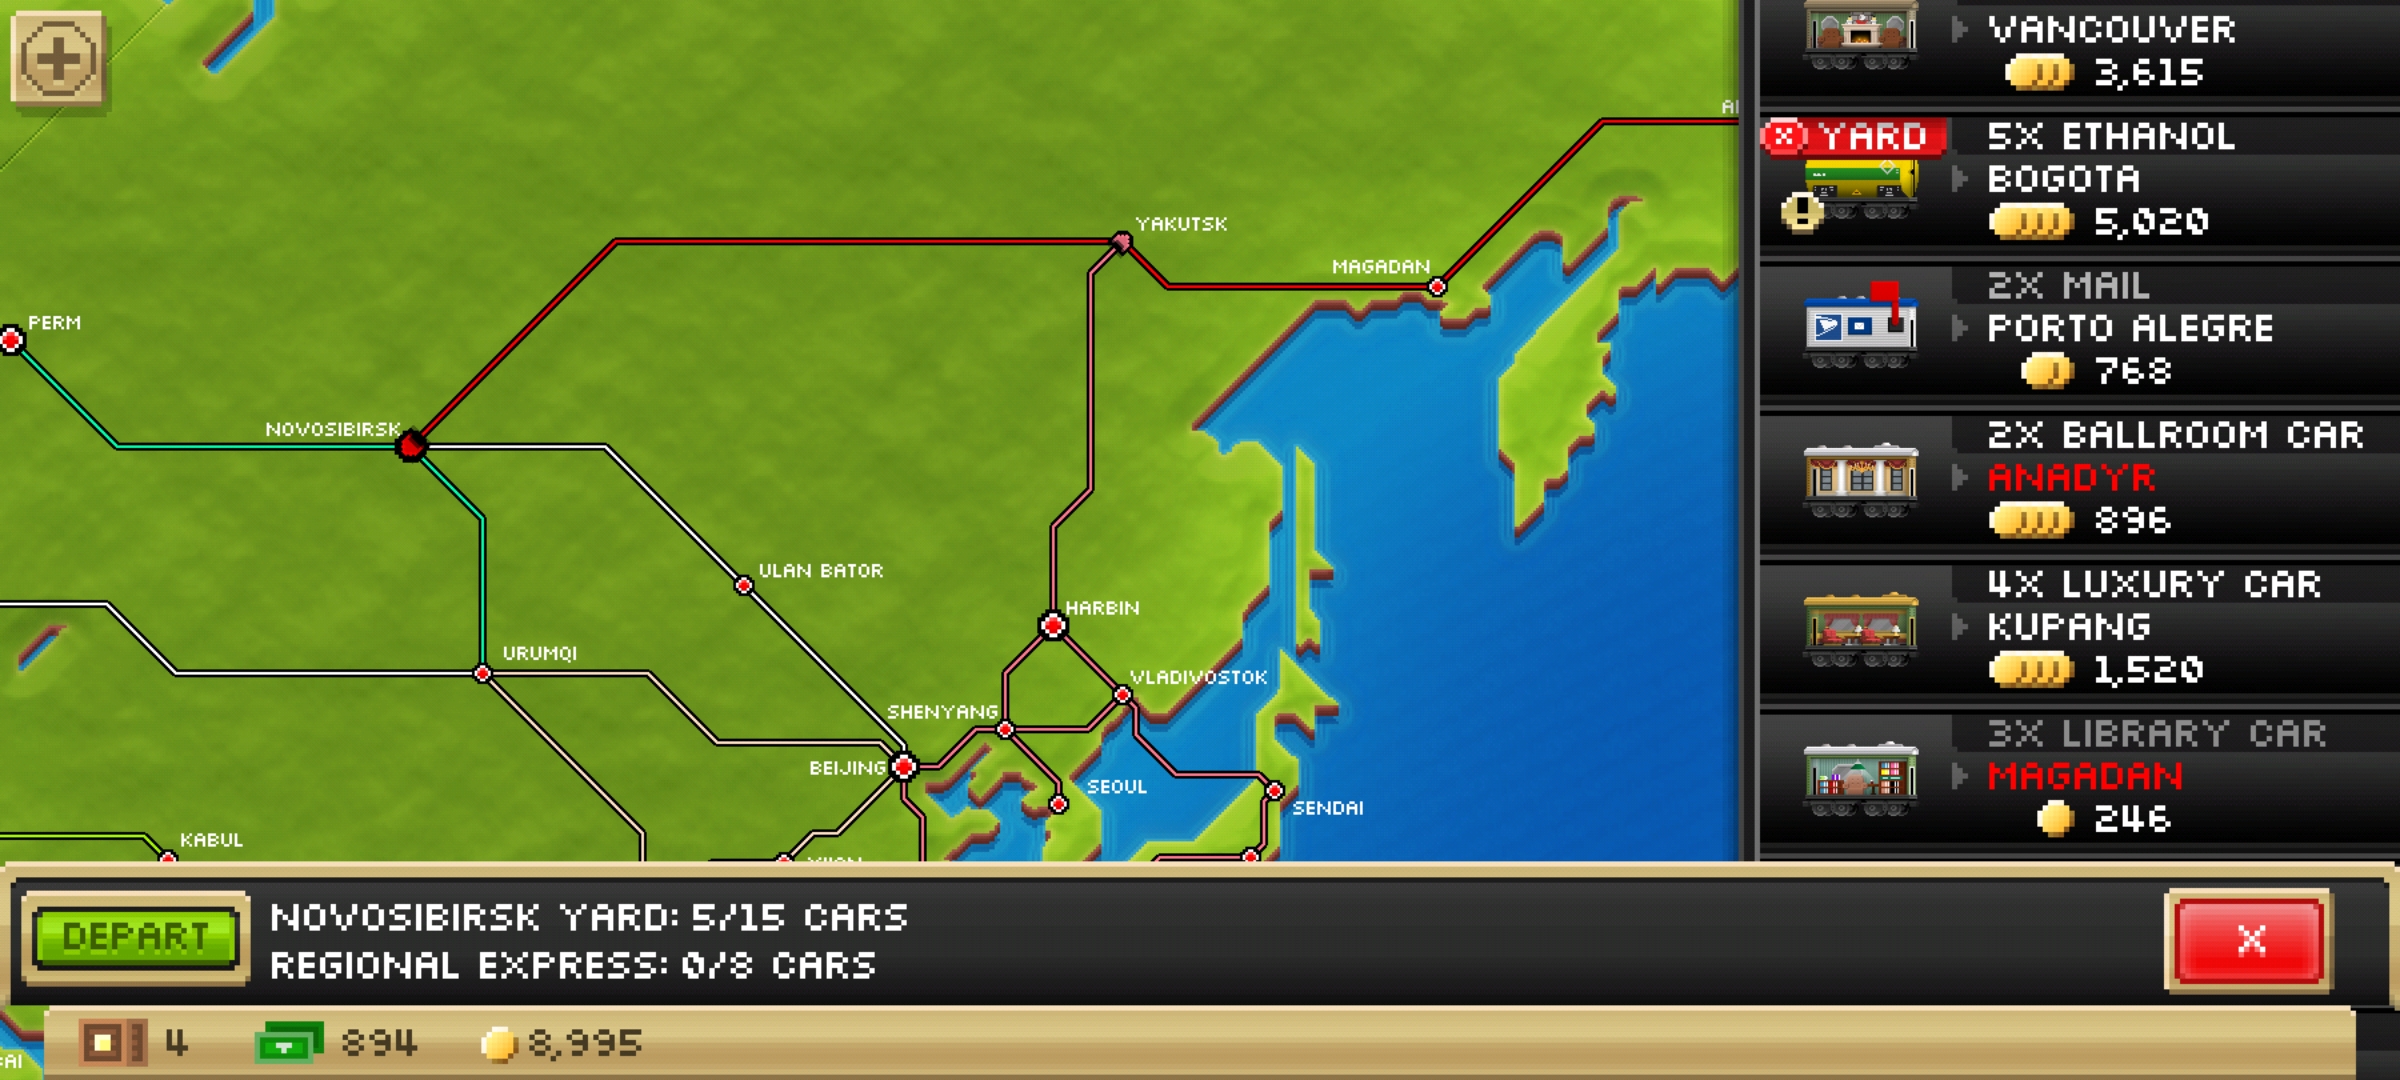 VANCOUVER
3,615
YARD
5X ETHANOL
BOGOTA
5,020
2X MAIL
PORTO ALEGRE
768
2X BALLROOM CAR
ANADYR
896
4X LUXURY CAR
KUPANG
1,520
3X LIBRARY CAR
MAGADAN
246
YAKUTSK
MAGADAN
PERM
NOVOSIBIRSK
ULAN BATOR
HARBIN
URUMQI
VLADIVOSTOK
SHENYANG
BEIJING
SEOUL
SENDAI
KABUL
DEPART
NOVOSIBIRSK YARD: 5/15 CARS
REGIONAL EXPRESS: 0/8 CARS
X
4
894
8,995